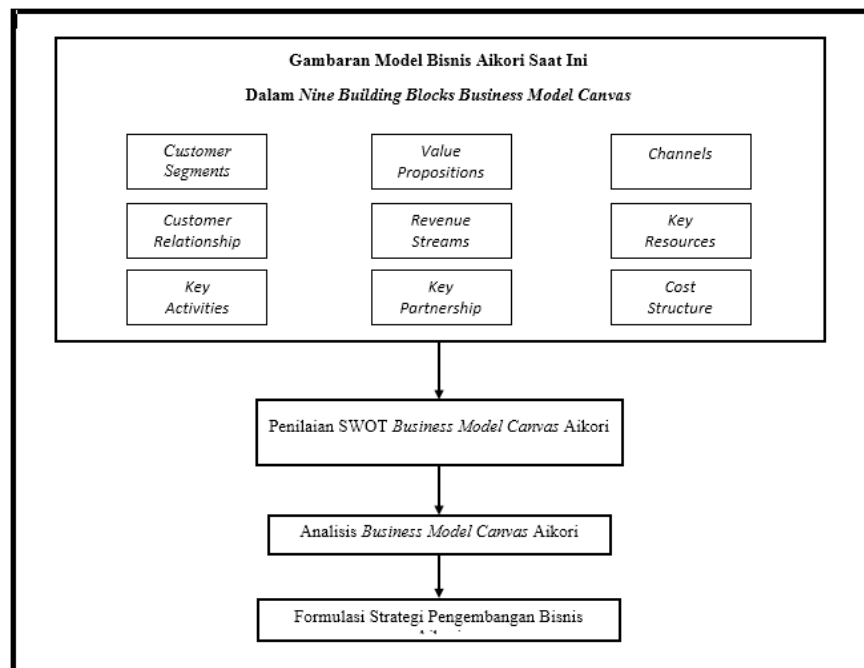 Gambaran Model Bisnis Aikori Saat Ini
Dalam Nine Building Blocks Business Model Canvas
Customer
Segments
Value
Propositions
Channels
Customer
Relationship
Revenue
Streams
Key
Resources
Key
Activities
Key
Partnership
Cost
Structure
Penilaian SWOT Business Model Canvas Aikori
Analisis Business Model Canvas Aikori
Formulasi Strategi Pengembangan Bisnis